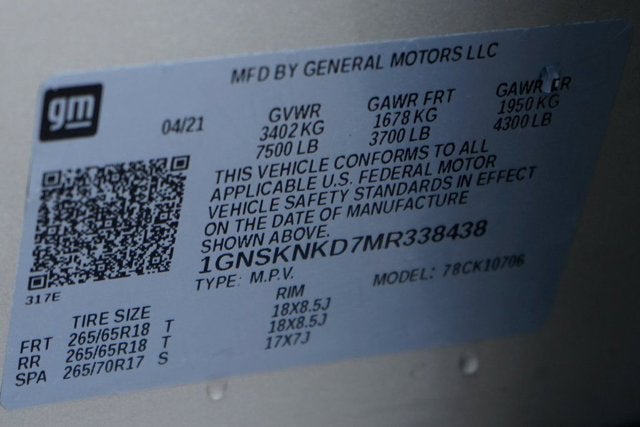 MFD BY GENERAL MOTORS LLC
gm
04/21 GVWR GAWR FRT GAWR RR
3402 KG 1678 KG 1950 KG
7500 LB 3700 LB 4300 LB
THIS VEHICLE CONFORMS TO ALL
APPLICABLE U.S. FEDERAL MOTOR
VEHICLE SAFETY STANDARDS IN EFFECT
ON THE DATE OF MANUFACTURE
SHOWN ABOVE.
1GNSKNKD7MR338438
TYPE: M.P.V. MODEL: 78CK10706
317E
TIRE SIZE RIM
FRT 265/65R18 T 18X8.5J
RR 265/65R18 T 18X8.5J
SPA 265/70R17 S 17X7J